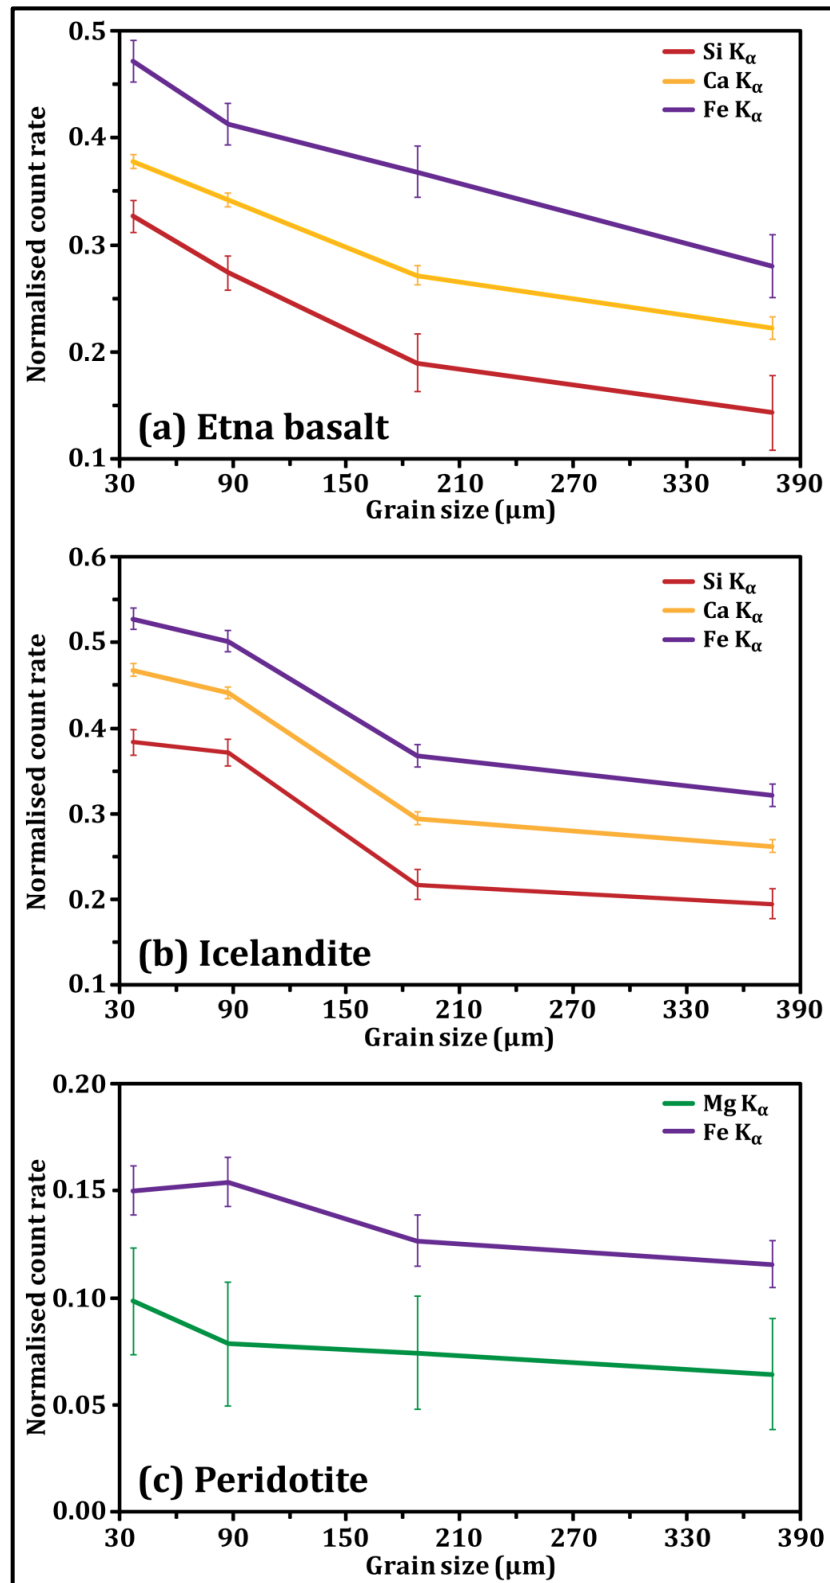 Normalised count rate
0.5
0.4
0.3
0.2
0.1
Si Kα
Ca Kα
Fe Kα
(a) Etna basalt
30 90 150 210 270 330 390
Grain size (μm)
Normalised count rate
0.6
0.5
0.4
0.3
0.2
0.1
Si Kα
Ca Kα
Fe Kα
(b) Icelandite
30 90 150 210 270 330 390
Grain size (μm)
Normalised count rate
0.20
0.15
0.10
0.05
0.00
Mg Kα
Fe Kα
(c) Peridotite
30 90 150 210 270 330 390
Grain size (μm)